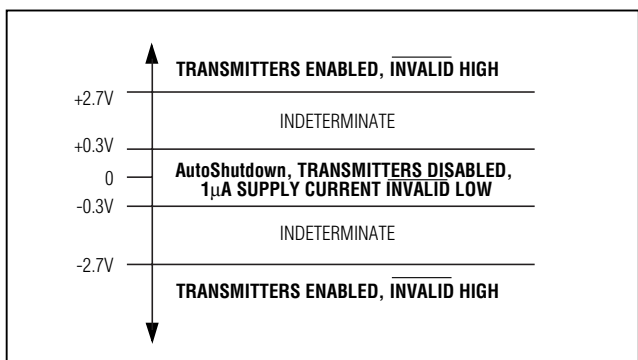 TRANSMITTERS ENABLED, INVALID HIGH
+2.7V
INDETERMINATE
+0.3V
AutoShutdown, TRANSMITTERS DISABLED,
0
1µA SUPPLY CURRENT INVALID LOW
-0.3V
INDETERMINATE
-2.7V
TRANSMITTERS ENABLED, INVALID HIGH